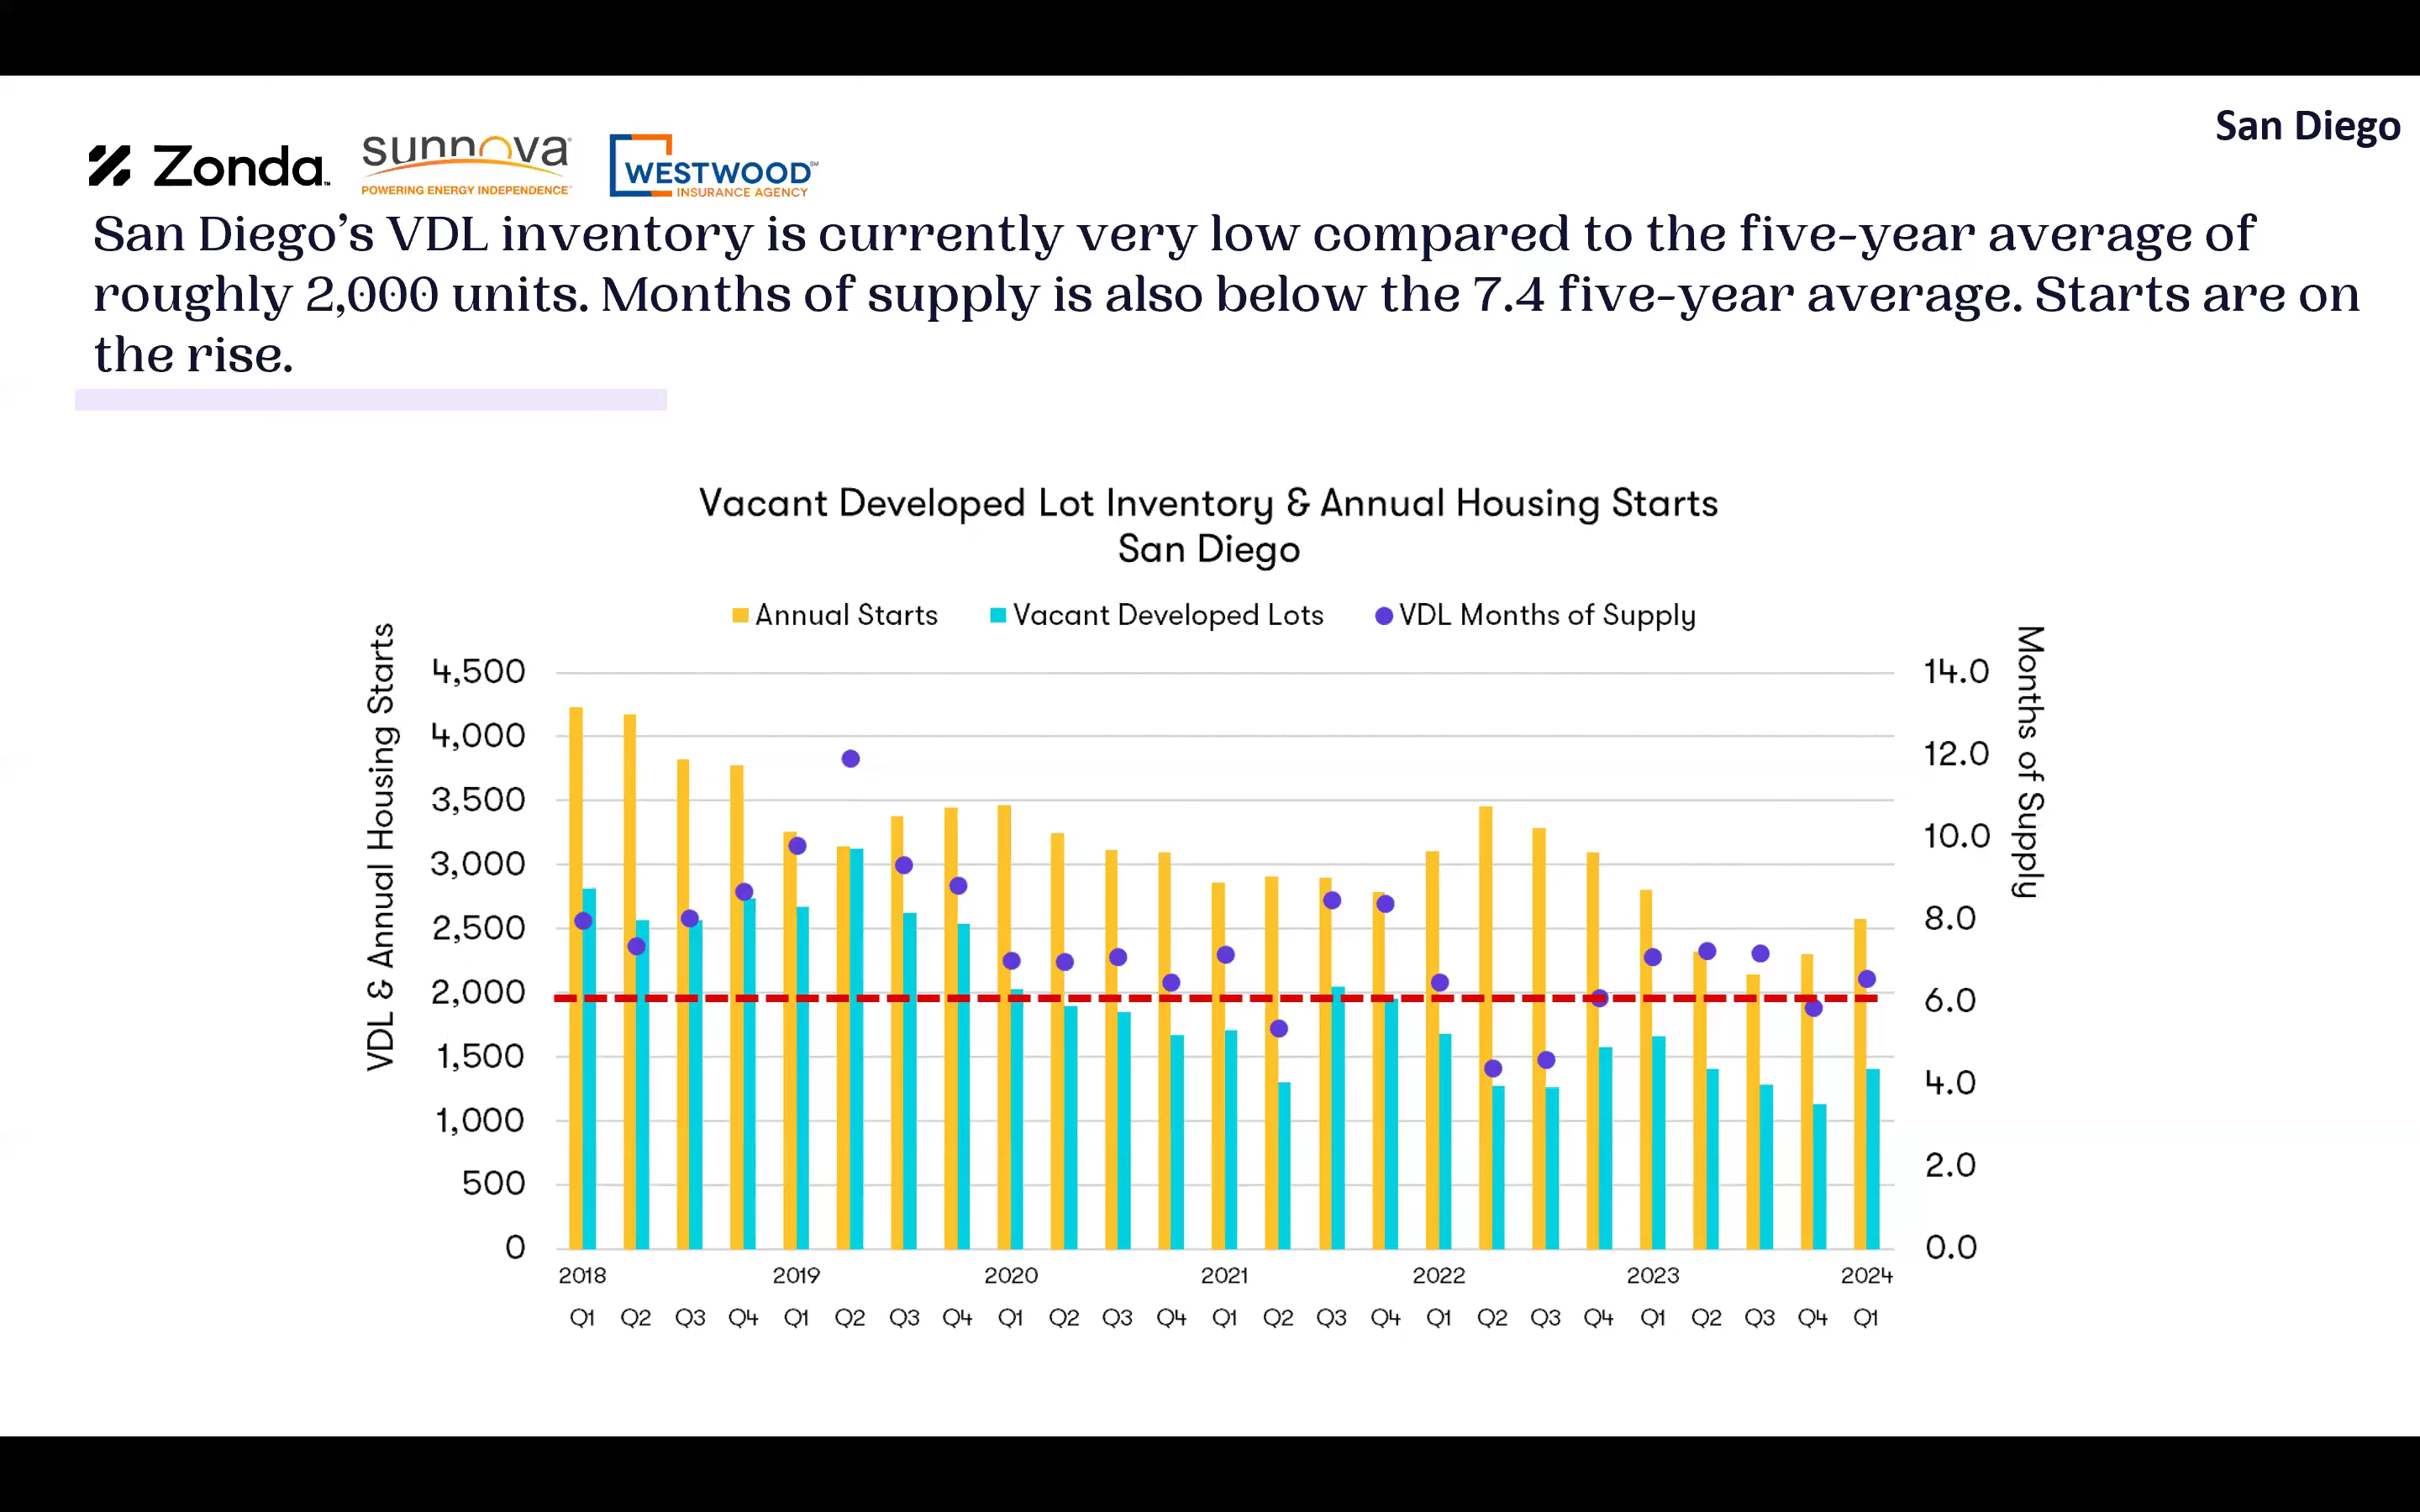 San Diego
Zonda™
sunnova
POWERING ENERGY INDEPENDENCE
WESTWOOD SM
INSURANCE AGENCY
San Diego’s VDL inventory is currently very low compared to the five-year average of
roughly 2,000 units. Months of supply is also below the 7.4 five-year average. Starts are on
the rise.
Vacant Developed Lot Inventory & Annual Housing Starts
San Diego
Annual Starts Vacant Developed Lots VDL Months of Supply
VDL & Annual Housing Starts
4,500
4,000
3,500
3,000
2,500
2,000
1,500
1,000
500
0
14.0
12.0
10.0
8.0
6.0
4.0
2.0
0.0
Months of Supply
2018 2019 2020 2021 2022 2023 2024
Q1 Q2 Q3 Q4 Q1 Q2 Q3 Q4 Q1 Q2 Q3 Q4 Q1 Q2 Q3 Q4 Q1 Q2 Q3 Q4 Q1 Q2 Q3 Q4 Q1